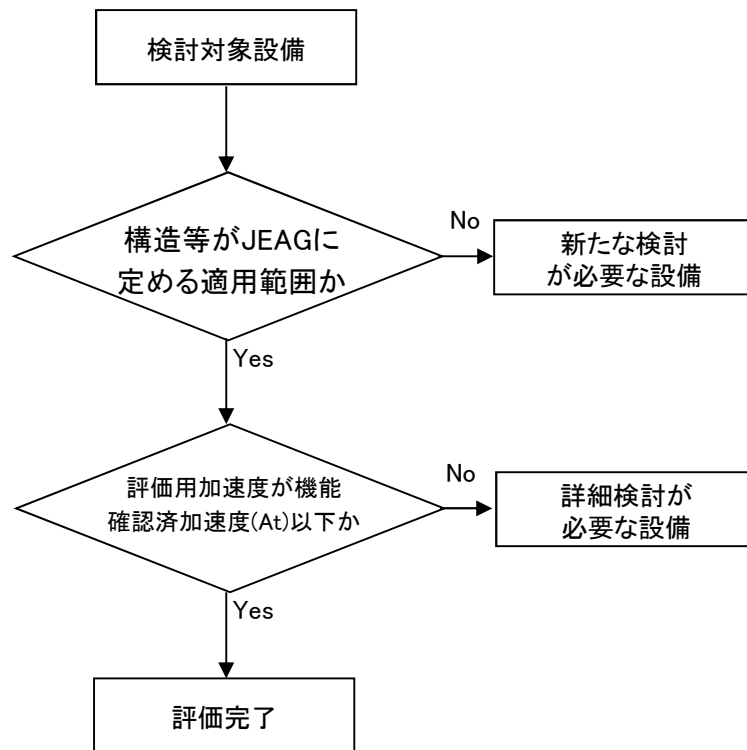 検討対象設備
構造等がJEAGに
定める適用範囲か
No
新たな検討
が必要な設備
Yes
評価用加速度が機能
確認済加速度(At)以下か
No
詳細検討が
必要な設備
Yes
評価完了